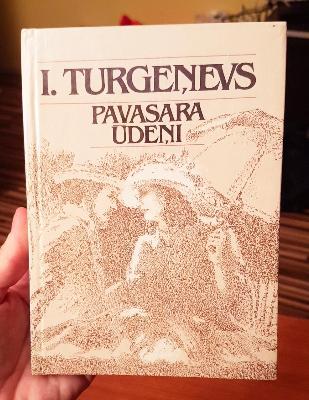 I. TURGEŅEVS
PAVASARA
ŪDEŅI